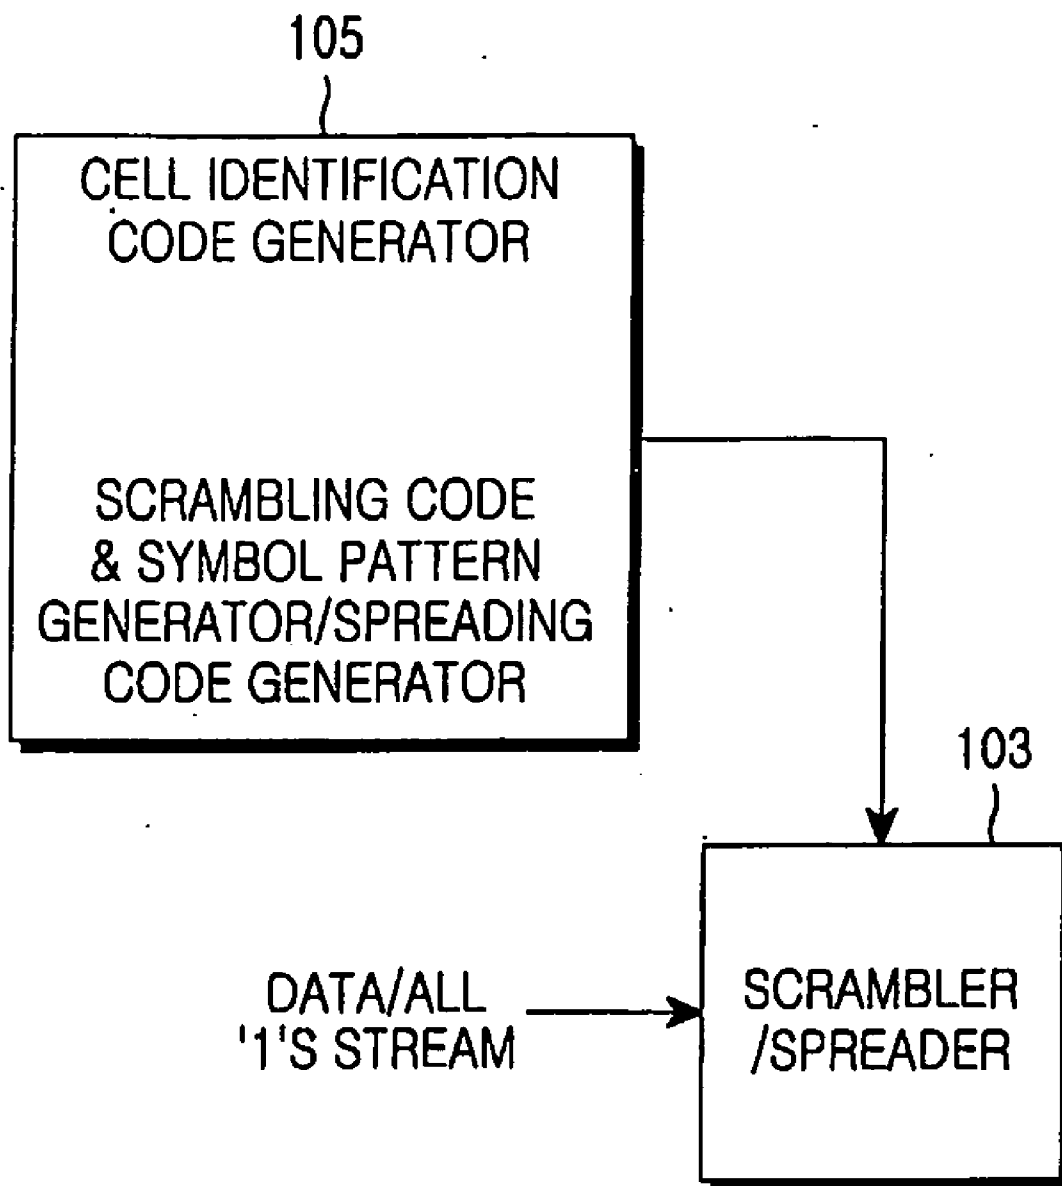 105
CELL IDENTIFICATION
CODE GENERATOR
SCRAMBLING CODE
& SYMBOL PATTERN
GENERATOR/SPREADING
CODE GENERATOR
103
DATA/ALL
'1'S STREAM
SCRAMBLER
/SPREADER